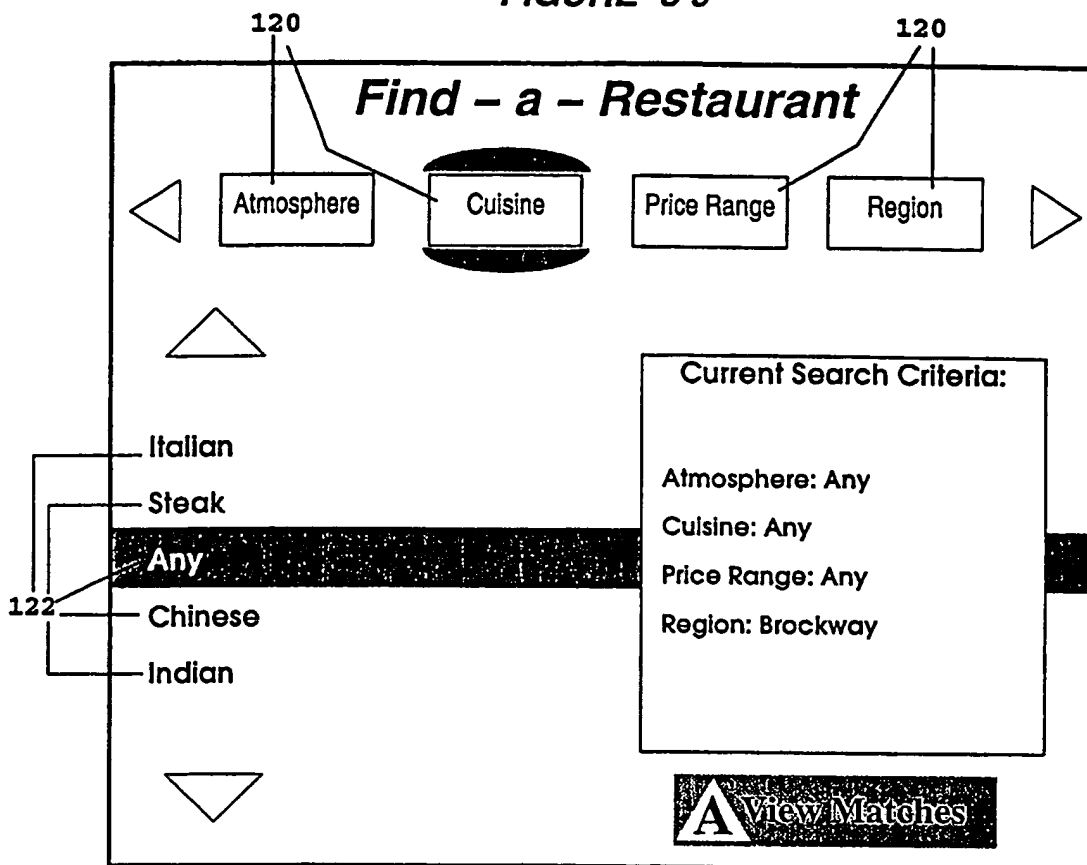 120 120
Find – a – Restaurant
Atmosphere Cuisine Price Range Region
Current Search Criteria:
Italian
Atmosphere: Any
Steak
Cuisine: Any
Any
Price Range: Any
122
Chinese
Region: Brockway
Indian
A View Matches